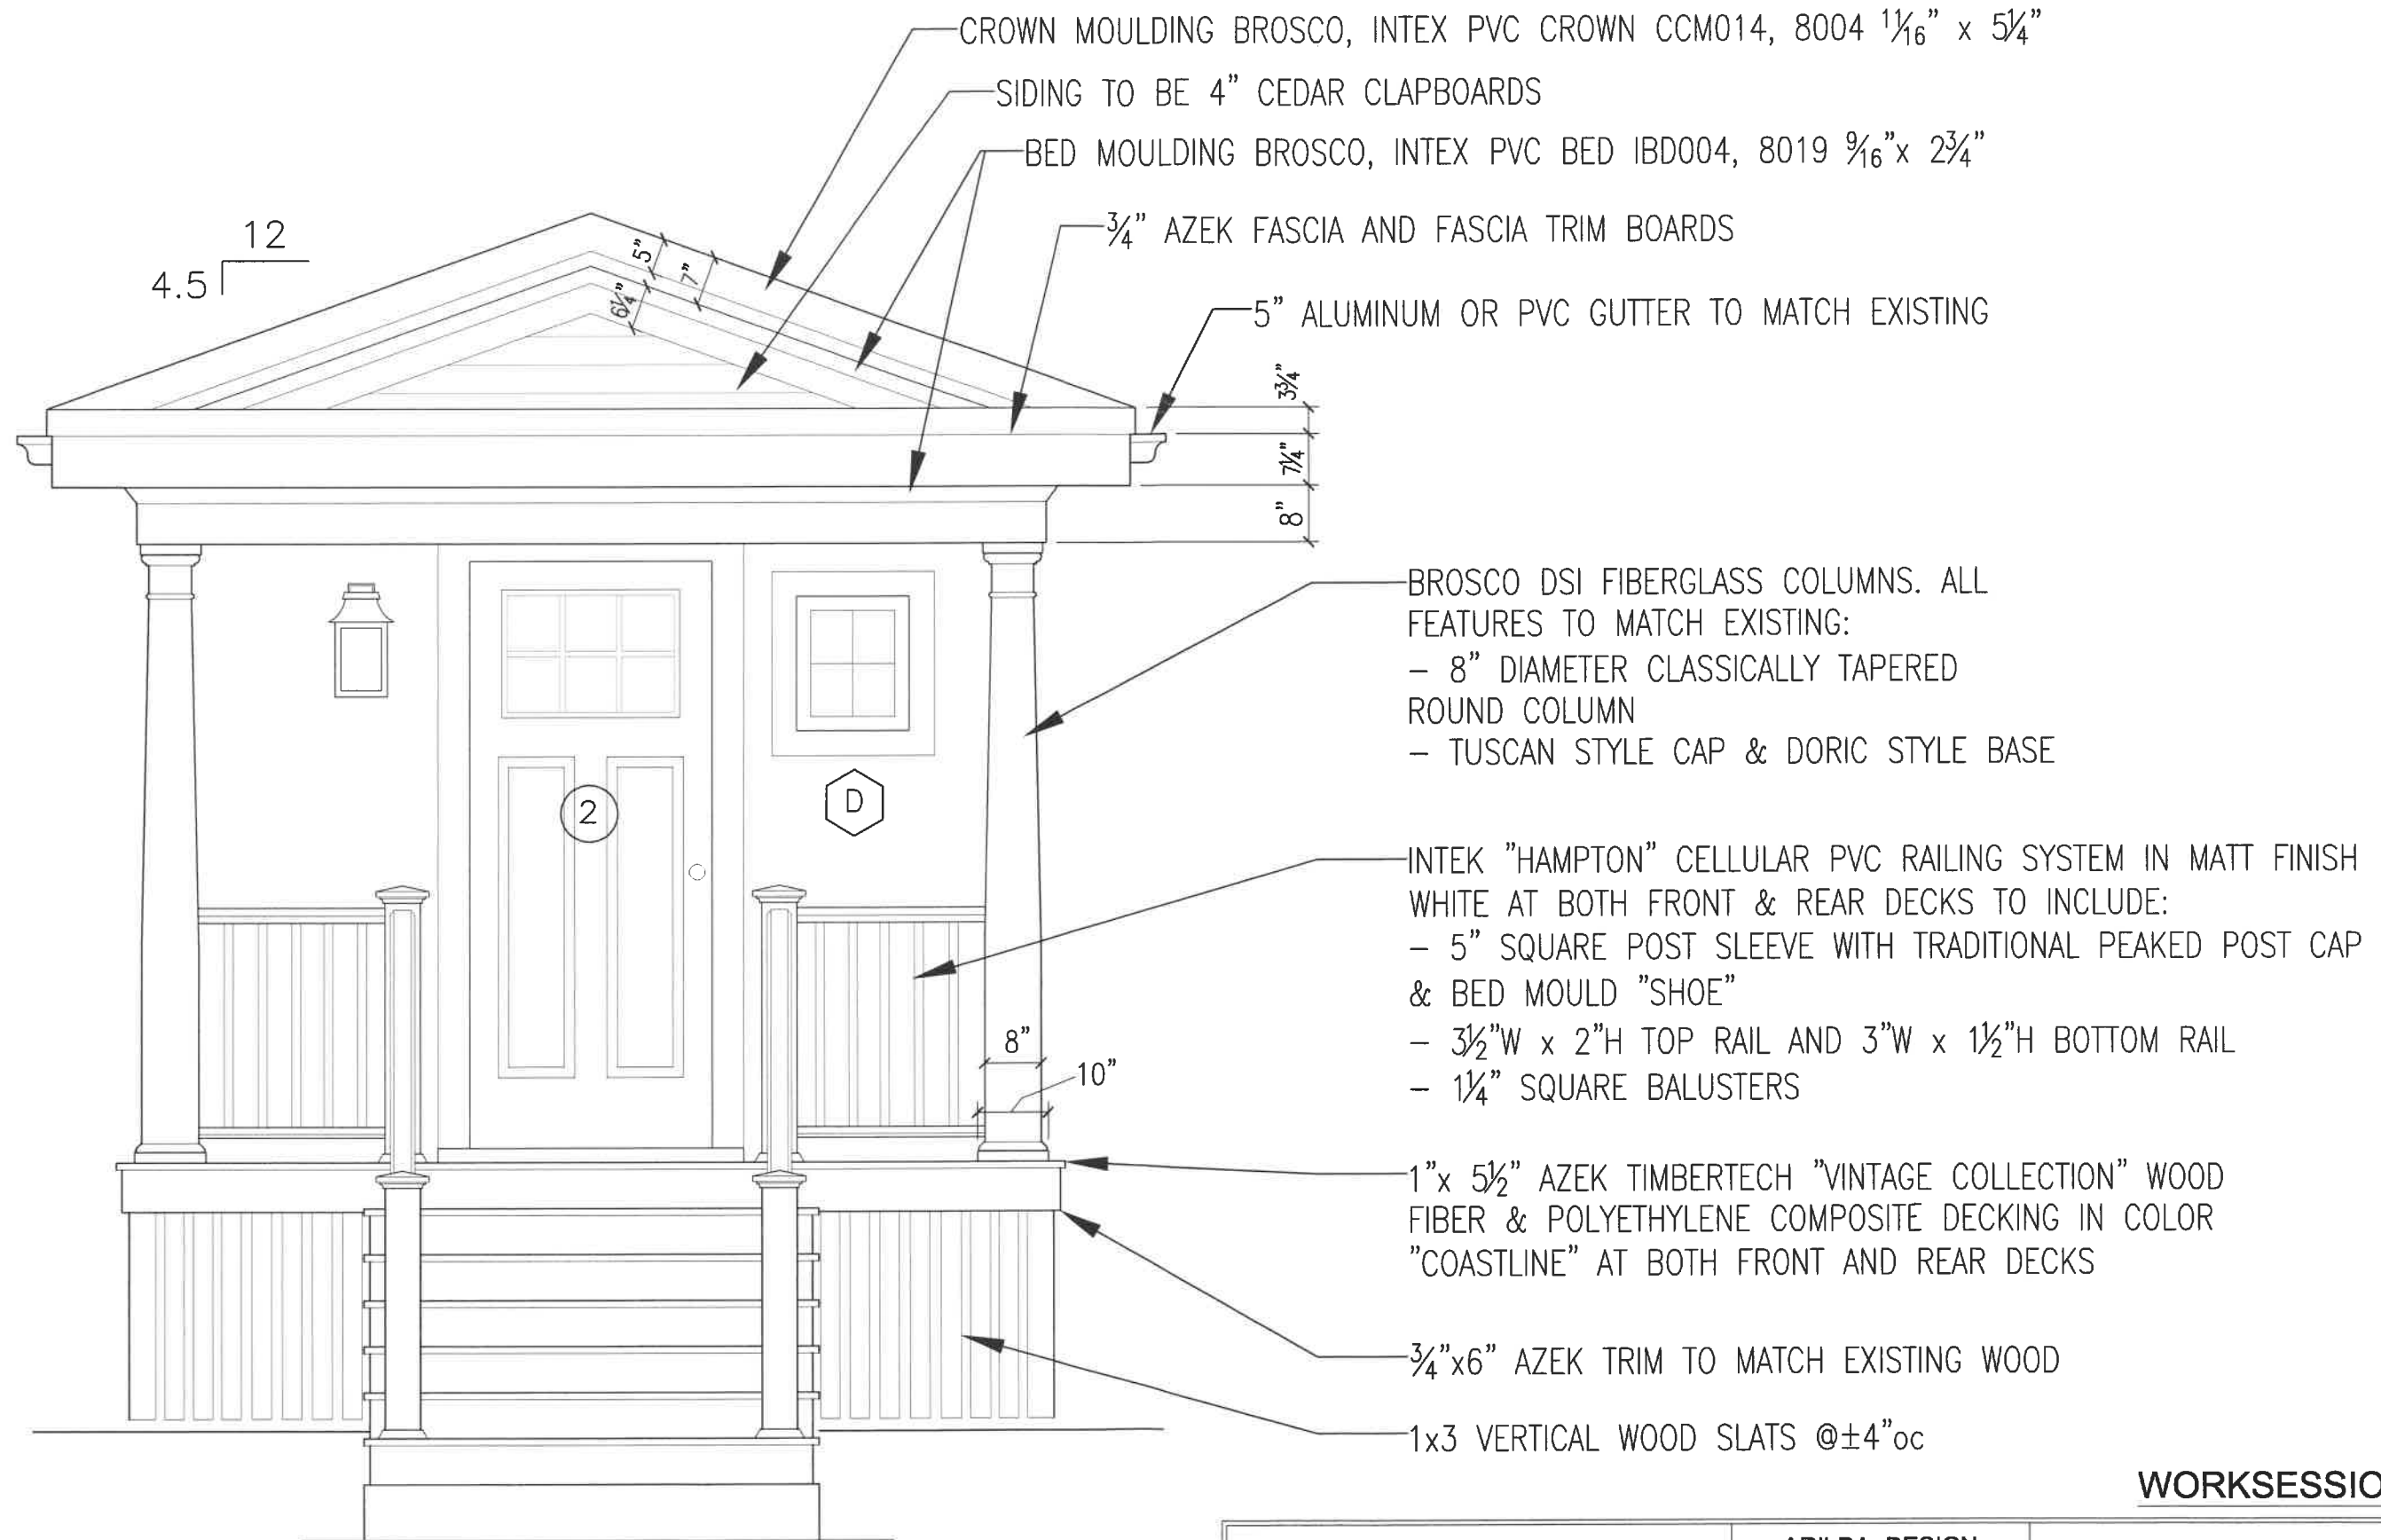 CROWN MOULDING BROSCO, INTEX PVC CROWN CCM014, 8004 11/16" x 5 1/4"
SIDING TO BE 4" CEDAR CLAPBOARDS
BED MOULDING BROSCO, INTEX PVC BED IBD004, 8019 9/16"x 2 3/4"
3/4" AZEK FASCIA AND FASCIA TRIM BOARDS
12
4.5
5"
7"
6 1/4"
5" ALUMINUM OR PVC GUTTER TO MATCH EXISTING
3 3/4"
7 1/4"
8"
BROSCO DSI FIBERGLASS COLUMNS. ALL
FEATURES TO MATCH EXISTING:
– 8" DIAMETER CLASSICALLY TAPERED
ROUND COLUMN
– TUSCAN STYLE CAP & DORIC STYLE BASE
2
D
INTEK "HAMPTON" CELLULAR PVC RAILING SYSTEM IN MATT FINISH
WHITE AT BOTH FRONT & REAR DECKS TO INCLUDE:
– 5" SQUARE POST SLEEVE WITH TRADITIONAL PEAKED POST CAP
& BED MOULD "SHOE"
– 3 1/2"W x 2"H TOP RAIL AND 3"W x 1 1/2"H BOTTOM RAIL
– 1 1/4" SQUARE BALUSTERS
8"
10"
1"x 5 1/2" AZEK TIMBERTECH "VINTAGE COLLECTION" WOOD
FIBER & POLYETHYLENE COMPOSITE DECKING IN COLOR
"COASTLINE" AT BOTH FRONT AND REAR DECKS
3/4"x6" AZEK TRIM TO MATCH EXISTING WOOD
1x3 VERTICAL WOOD SLATS @±4"oc
WORKSESSIO